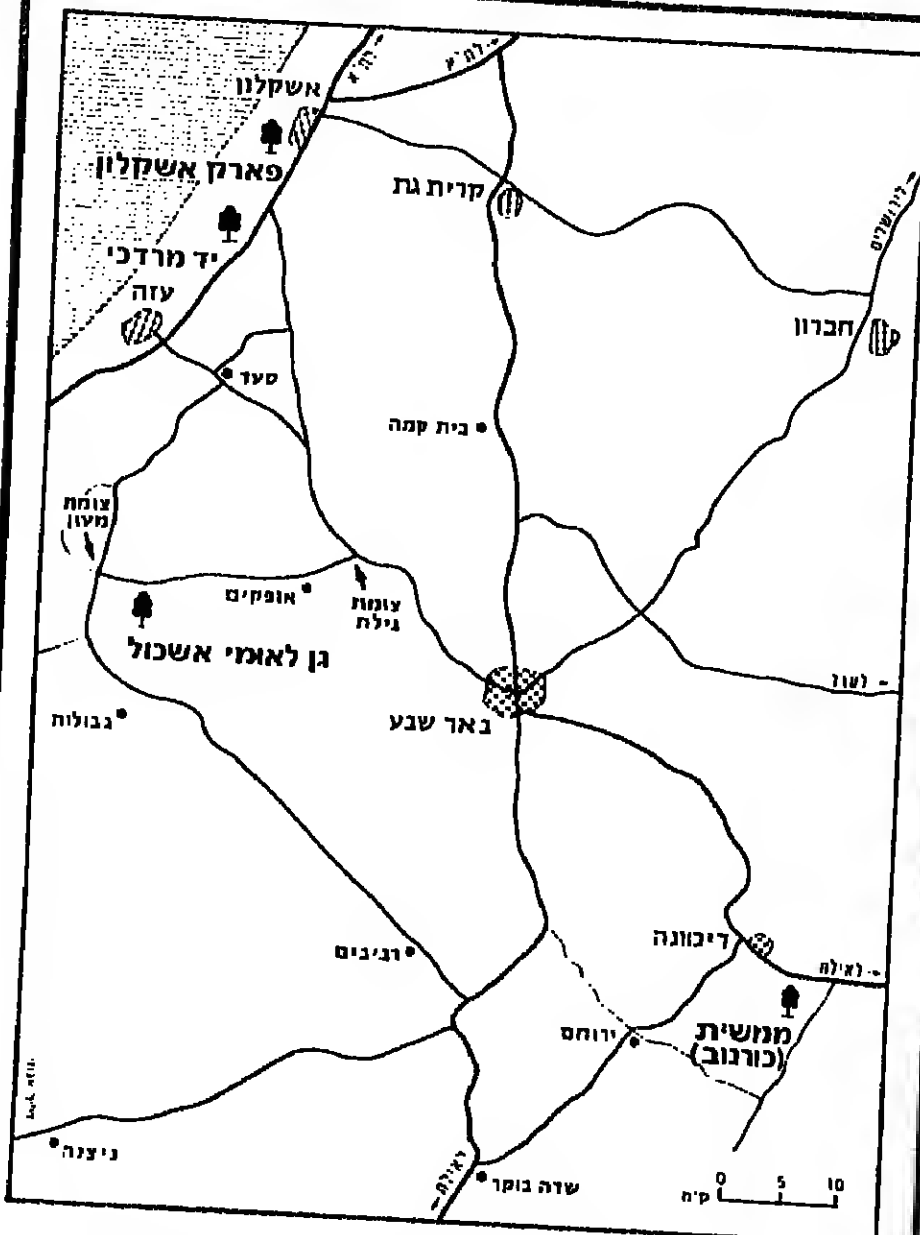 לת"א
לת"א
אשקלון
פארק אשקלון
קרית גת
לירושלים
יד מרדכי
עזה
חברון
סעד
בית קמה
צומת
מעון
אופקים
צומת
גילת
גן לאומי אשכול
לערד
גבולות
באר שבע
דימונה
רביבים
לאילת
ירוחם
ממשית
(כורנוב)
ניצנה
לאילת
שדה בוקר
0 5 10
ק"מ